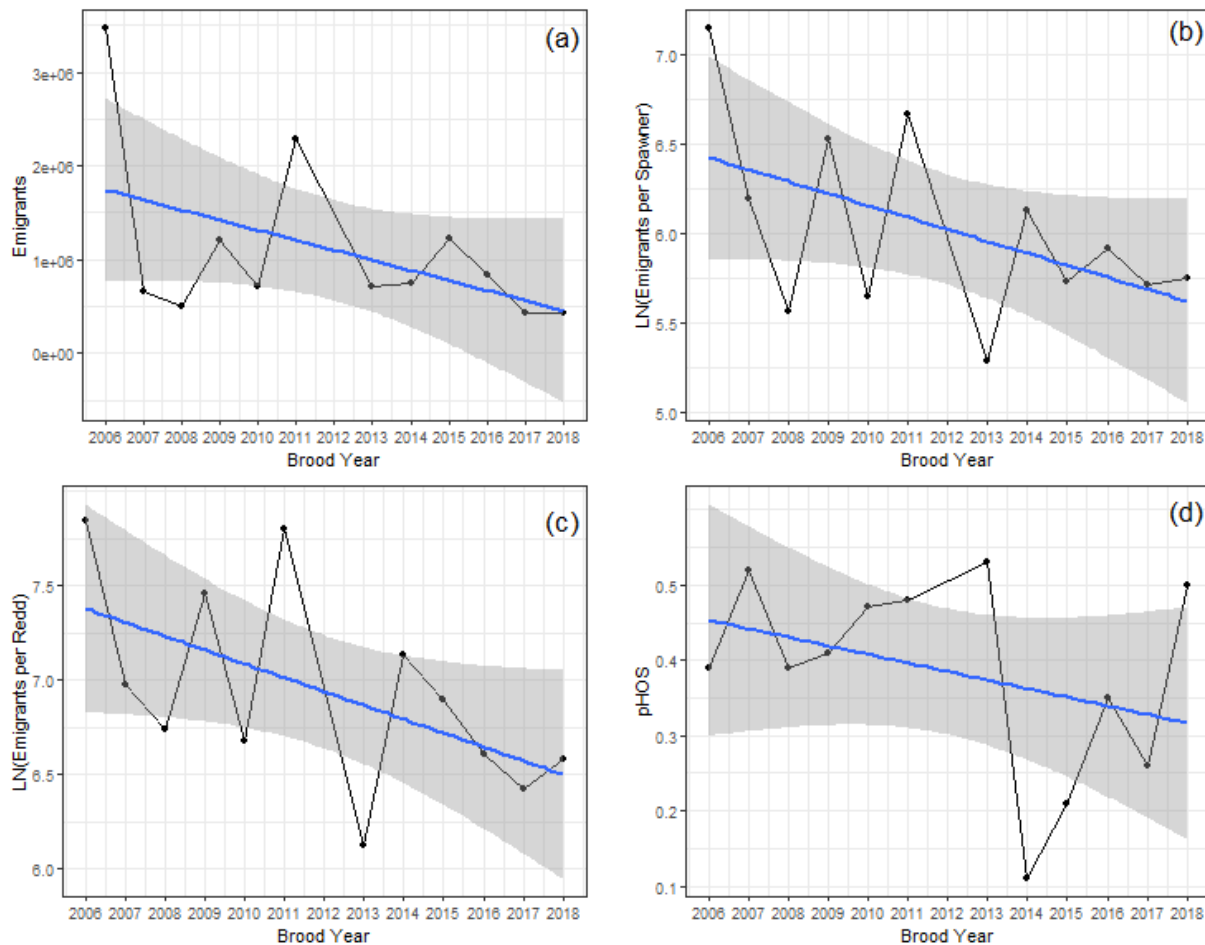 (a)
Emigrants
3e+06
2e+06
1e+06
0e+00
2006 2007 2008 2009 2010 2011 2012 2013 2014 2015 2016 2017 2018
Brood Year
(b)
LN(Emigrants per Spawner)
7.0
6.5
6.0
5.5
5.0
2006 2007 2008 2009 2010 2011 2012 2013 2014 2015 2016 2017 2018
Brood Year
(c)
LN(Emigrants per Redd)
7.5
7.0
6.5
6.0
2006 2007 2008 2009 2010 2011 2012 2013 2014 2015 2016 2017 2018
Brood Year
(d)
pHOS
0.5
0.4
0.3
0.2
0.1
2006 2007 2008 2009 2010 2011 2012 2013 2014 2015 2016 2017 2018
Brood Year